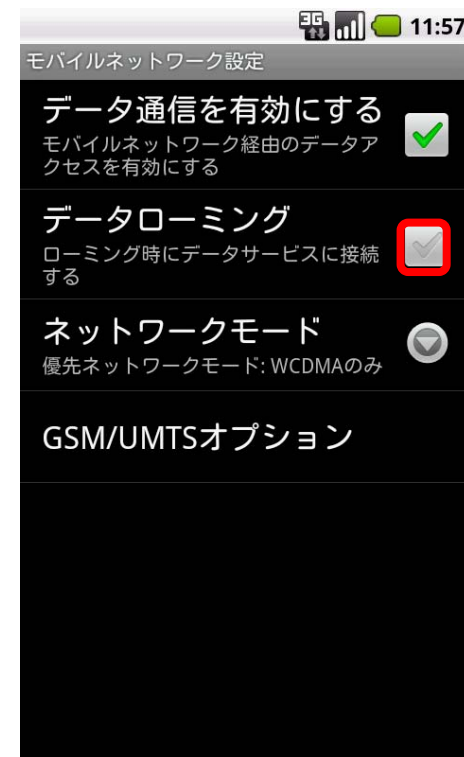 3G 11:57
モバイルネットワーク設定
データ通信を有効にする
モバイルネットワーク経由のデータア
クセスを有効にする
データローミング
ローミング時にデータサービスに接続
する
ネットワークモード
優先ネットワークモード: WCDMAのみ
GSM/UMTSオプション